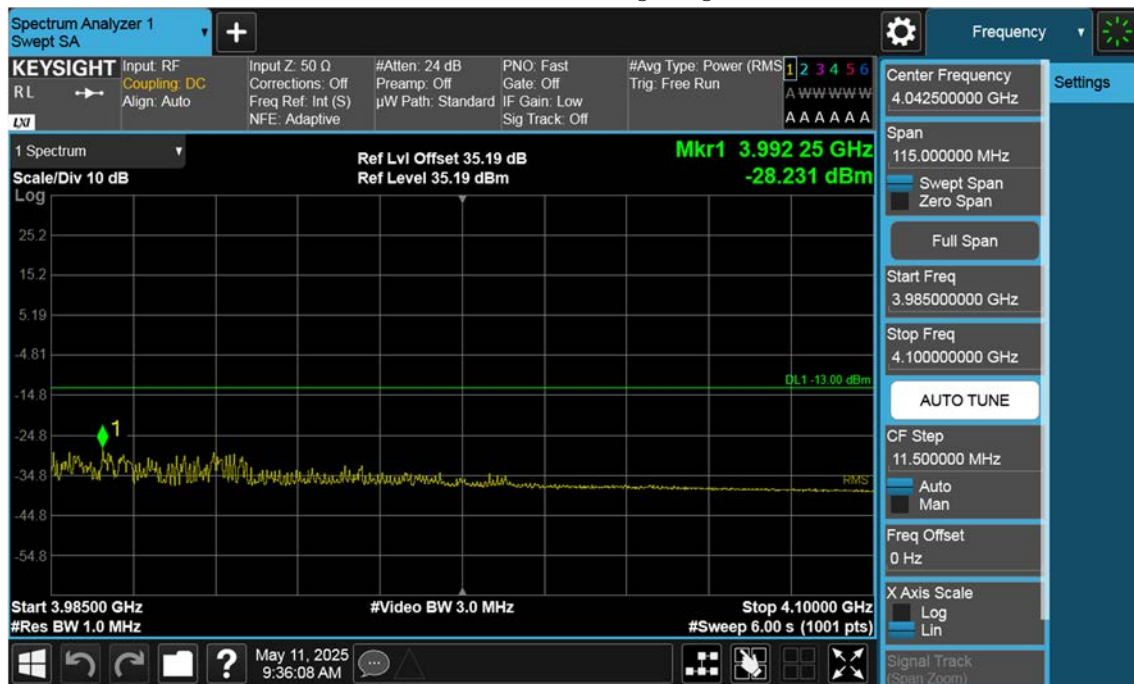 Spectrum Analyzer 1
Swept SA
Frequency
KEYSIGHT
RL
LXI
Input: RF
Coupling: DC
Align: Auto
Input Z: 50 Ω
Corrections: Off
Freq Ref: Int (S)
NFE: Adaptive
#Atten: 24 dB
Preamp: Off
µW Path: Standard
PNO: Fast
Gate: Off
IF Gain: Low
Sig Track: Off
#Avg Type: Power (RMS
Trig: Free Run
1 2 3 4 5 6
A W W W W W
A A A A A A
1 Spectrum
Scale/Div 10 dB
Ref Lvl Offset 35.19 dB
Ref Level 35.19 dBm
Mkr1 3.992 25 GHz
-28.231 dBm
Log
25.2
15.2
5.19
-4.81
-14.8
-24.8
-34.8
-44.8
-54.8
DL1 -13.00 dBm
1
RMS
Start 3.98500 GHz
#Res BW 1.0 MHz
#Video BW 3.0 MHz
Stop 4.10000 GHz
#Sweep 6.00 s (1001 pts)
?
May 11, 2025
9:36:08 AM
Center Frequency
4.042500000 GHz
Span
115.000000 MHz
Swept Span
Zero Span
Full Span
Start Freq
3.985000000 GHz
Stop Freq
4.100000000 GHz
AUTO TUNE
CF Step
11.500000 MHz
Auto
Man
Freq Offset
0 Hz
X Axis Scale
Log
Lin
Signal Track
(Span Zoom)
Settings